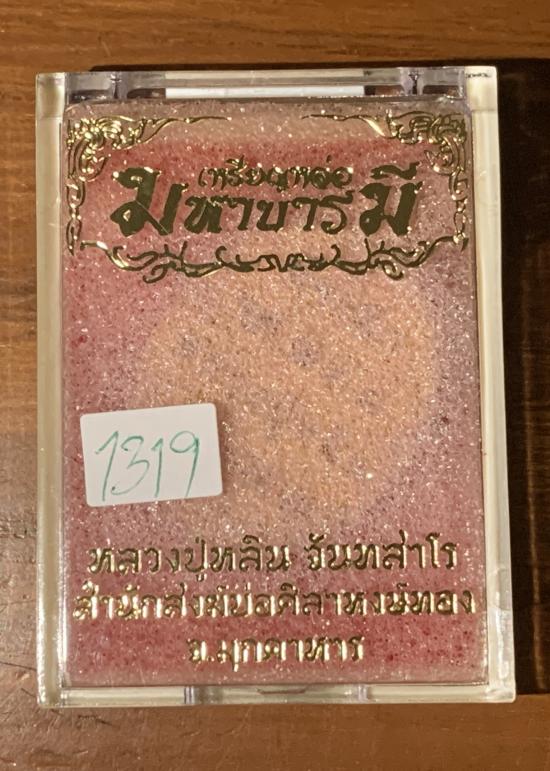 เหรียญหล่อ
มหาบารมี
1319
หลวงปู่หลิน จันทสาโร
สำนักสงฆ์บ่อศิลาหงษ์ทอง
จ.มุกดาหาร